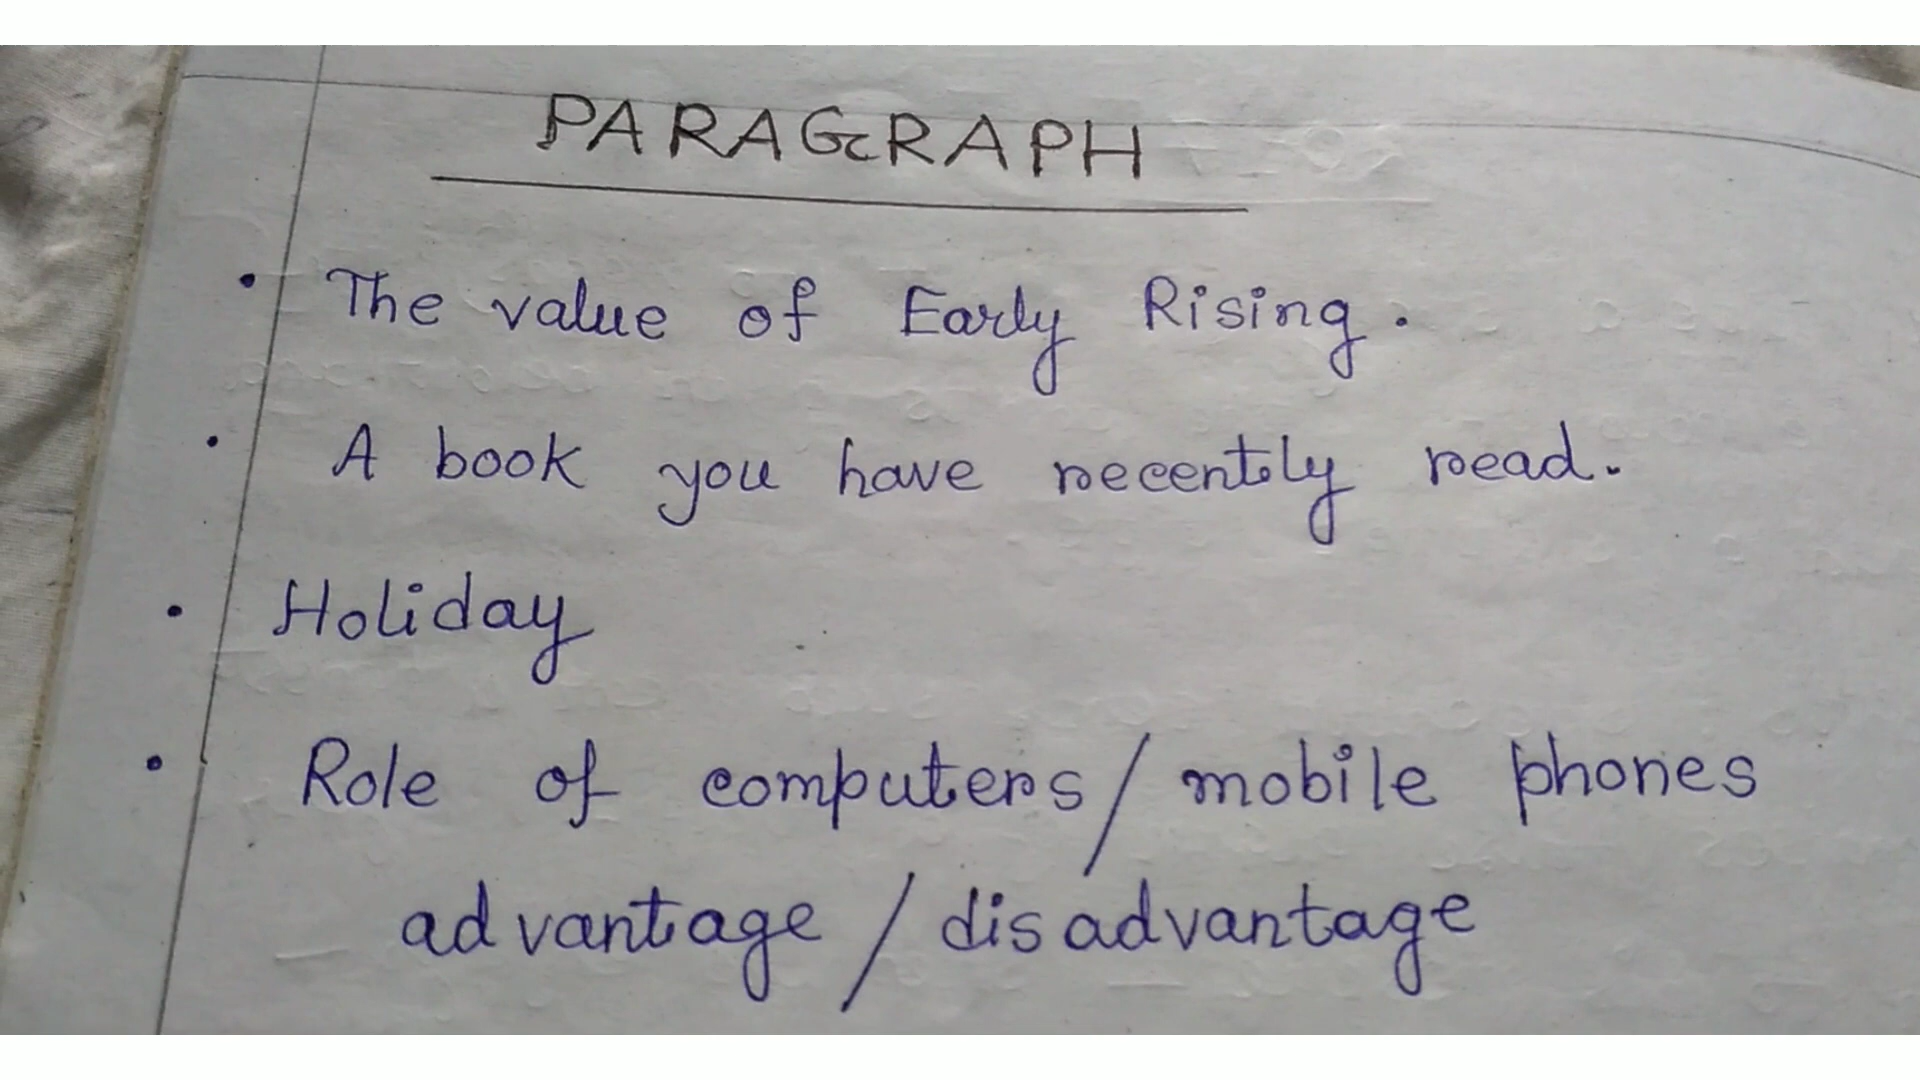 PARAGRAPH
• The value of Early Rising.
• A book you have recently read.
• Holiday
• Role of computers / mobile phones
advantage / disadvantage